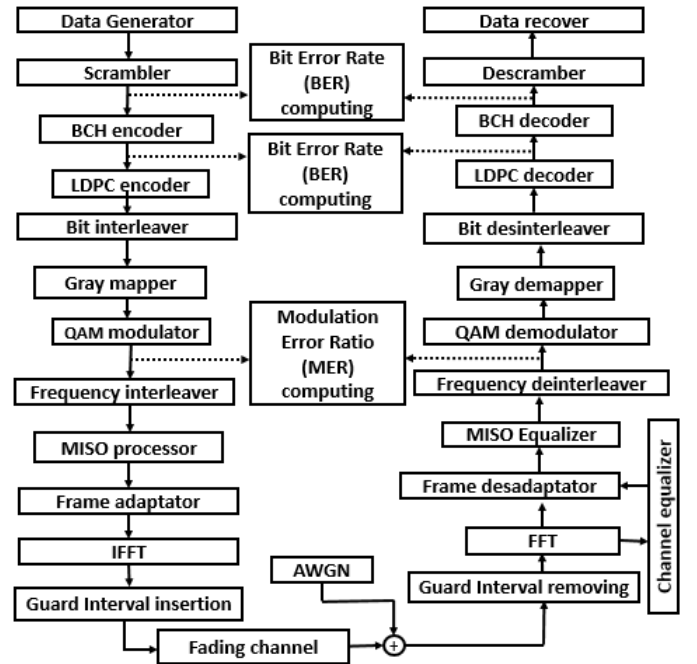 Data Generator
Scrambler
BCH encoder
LDPC encoder
Bit interleaver
Gray mapper
QAM modulator
Frequency interleaver
MISO processor
Frame adaptator
IFFT
Guard Interval insertion
Fading channel
AWGN
+
Bit Error Rate
(BER)
computing
Bit Error Rate
(BER)
computing
Modulation
Error Ratio
(MER)
computing
Data recover
Descramber
BCH decoder
LDPC decoder
Bit desinterleaver
Gray demapper
QAM demodulator
Frequency deinterleaver
MISO Equalizer
Frame desadaptator
FFT
Guard Interval removing
Channel equalizer